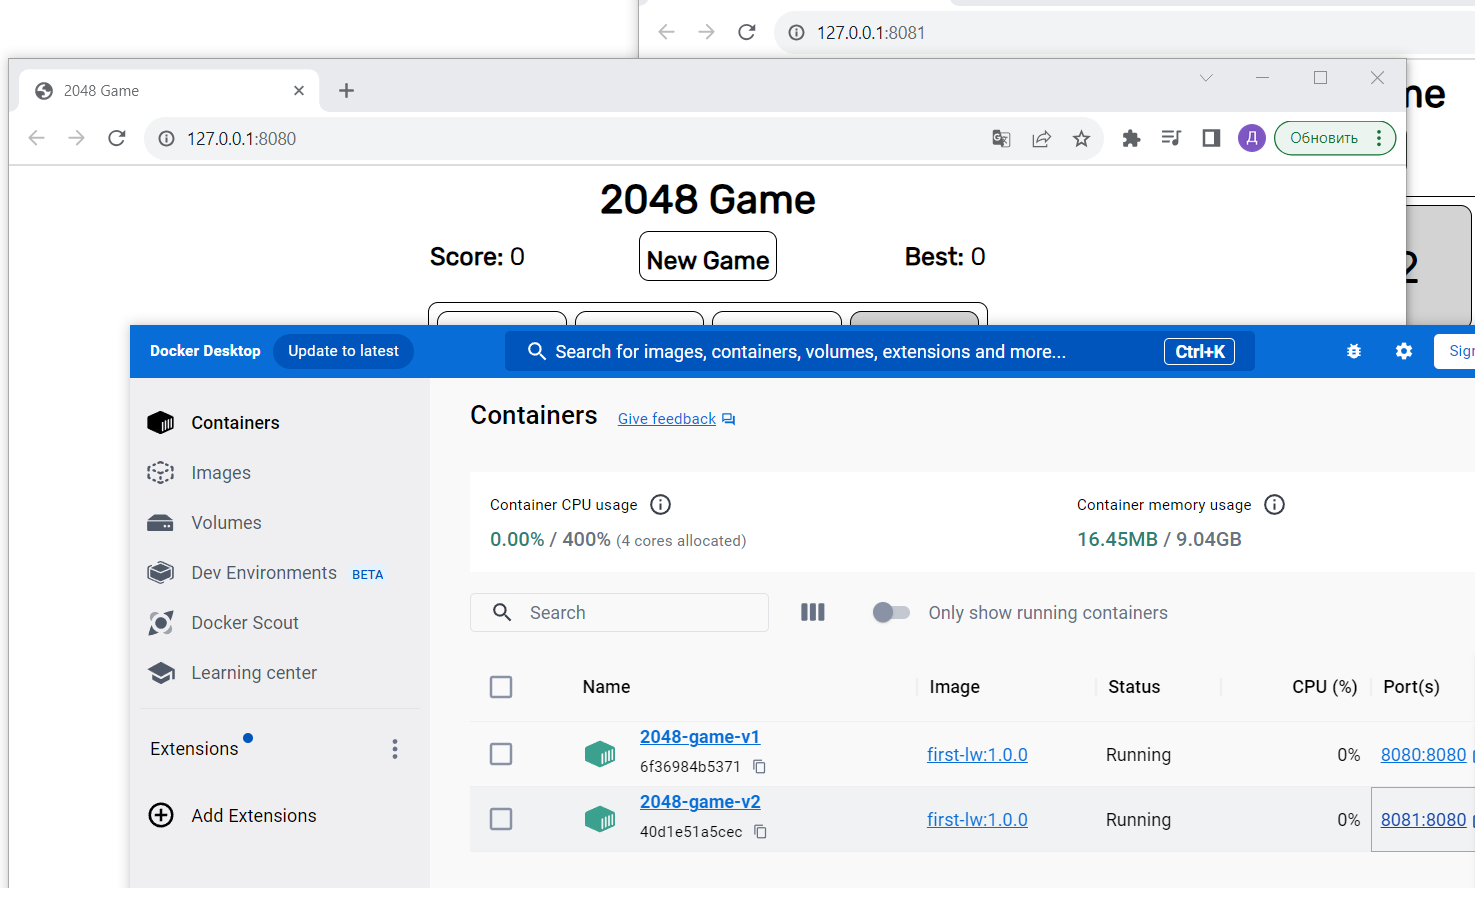 127.0.0.1:8081
2048 Game
127.0.0.1:8080
Д
Обновить
2048 Game
Score: 0
New Game
Best: 0
2
Docker Desktop
Update to latest
Search for images, containers, volumes, extensions and more...
Ctrl+K
Containers
Images
Volumes
Dev Environments BETA
Docker Scout
Learning center
Extensions
Add Extensions
Containers
Give feedback
Container CPU usage
0.00% / 400% (4 cores allocated)
Container memory usage
16.45MB / 9.04GB
Search
Only show running containers
Name Image Status CPU (%) Port(s)
2048-game-v1
6f36984b5371
first-lw:1.0.0 Running 0% 8080:8080
2048-game-v2
40d1e51a5cec
first-lw:1.0.0 Running 0% 8081:8080